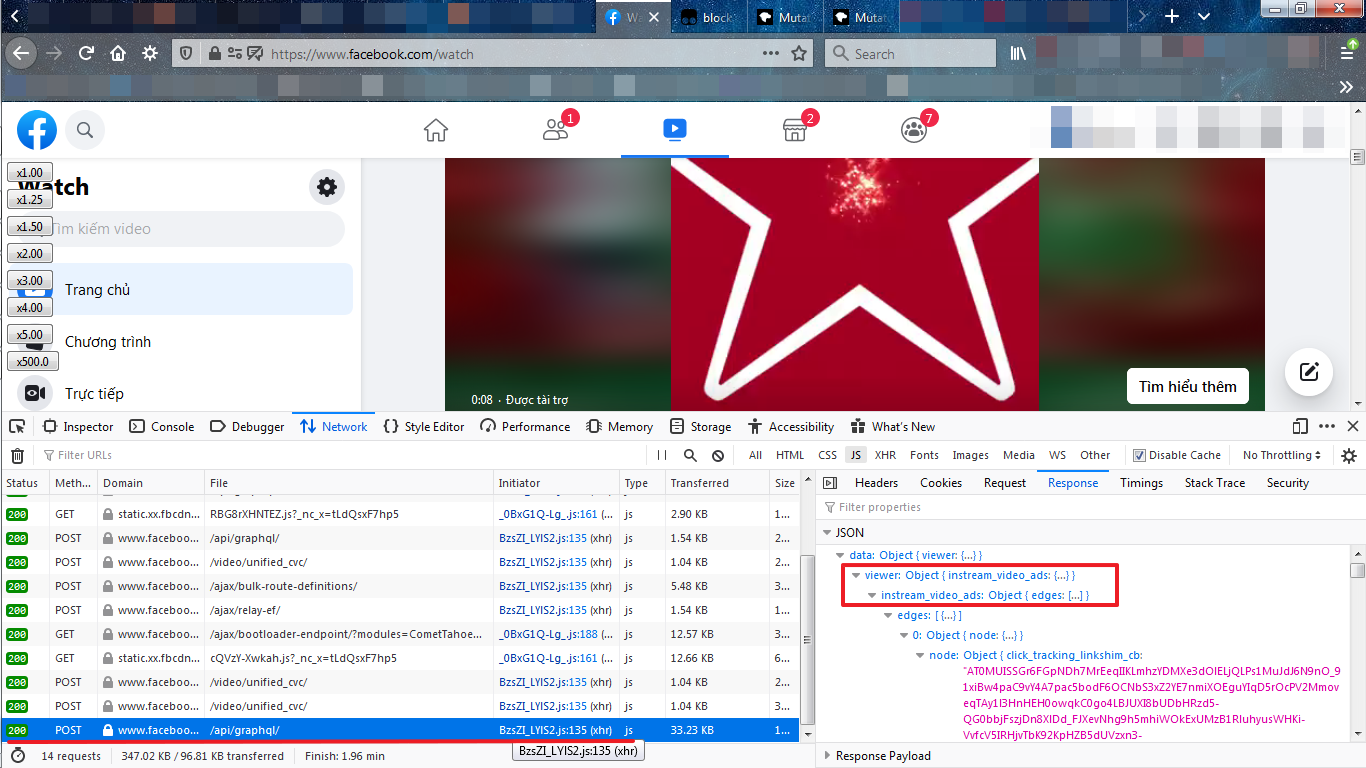 Wa
block
Mutat
Mutat
https://www.facebook.com/watch
Search
1
2
7
x1.00
Watch
x1.25
x1.50
Tìm kiếm video
x2.00
x3.00
Trang chủ
x4.00
x5.00
Chương trình
x500.0
Trực tiếp
0:08 · Được tài trợ
Tìm hiểu thêm
Inspector Console Debugger Network Style Editor Performance Memory Storage Accessibility What's New
Filter URLs
All HTML CSS JS XHR Fonts Images Media WS Other Disable Cache No Throttling
Status Meth... Domain File Initiator Type Transferred Size
Headers Cookies Request Response Timings Stack Trace Security
200 GET static.xx.fbcdn... RBG8rXHNTEZ.js?_nc_x=tLdQsxF7hp5 _0BxG1Q-Lg_.js:161 (... js 2.90 KB 1...
200 POST www.faceboo... /api/graphql/ BzsZI_LYIS2.js:135 (xhr) js 1.54 KB 2...
200 POST www.faceboo... /video/unified_cvc/ BzsZI_LYIS2.js:135 (xhr) js 1.04 KB 2...
200 POST www.faceboo... /ajax/bulk-route-definitions/ BzsZI_LYIS2.js:135 (xhr) js 5.48 KB 3...
200 POST www.faceboo... /ajax/relay-ef/ BzsZI_LYIS2.js:135 (xhr) js 1.54 KB 1...
200 GET www.faceboo... /ajax/bootloader-endpoint/?modules=CometTahoe... _0BxG1Q-Lg_.js:188 (... js 12.57 KB 3...
200 GET static.xx.fbcdn... cQVzY-Xwkah.js?_nc_x=tLdQsxF7hp5 _0BxG1Q-Lg_.js:161 (... js 12.66 KB 6...
200 POST www.faceboo... /video/unified_cvc/ BzsZI_LYIS2.js:135 (xhr) js 1.04 KB 2...
200 POST www.faceboo... /video/unified_cvc/ BzsZI_LYIS2.js:135 (xhr) js 1.04 KB 3...
200 POST www.faceboo... /api/graphql/ BzsZI_LYIS2.js:135 (xhr) js 33.23 KB 1...
BzsZI_LYIS2.js:135 (xhr)
14 requests 347.02 KB / 96.81 KB transferred Finish: 1.96 min
Filter properties
JSON
data: Object { viewer: {...} }
viewer: Object { instream_video_ads: {...} }
instream_video_ads: Object { edges: [...] }
edges: [ {...} ]
0: Object { node: {...} }
node: Object { click_tracking_linkshim_cb:
Response Payload